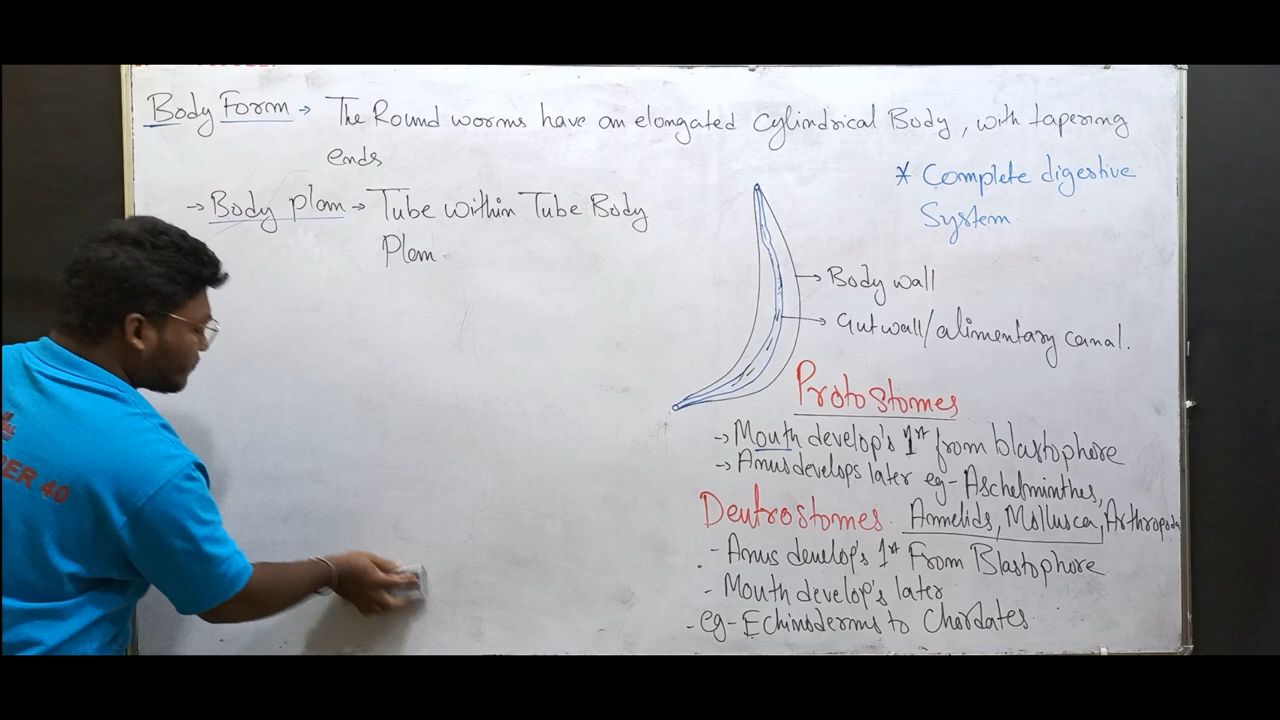 Body Form → The Round worms have an elongated Cylindrical Body, with tapering
ends.
→ Body plan → Tube within Tube Body
Plan.
* Complete digestive
System.
→ Body wall
→ Gut wall/alimentary canal.
Protostomes
→ Mouth develop's 1st from blastophore
→ Anus develops later eg- Aschelminthes,
Annelids, Mollusca, Arthropoda
Deutrostomes.
- Anus develop's 1st From Blastophore
- Mouth develop's later
- eg- Echinoderms to Chordates.
DER 40